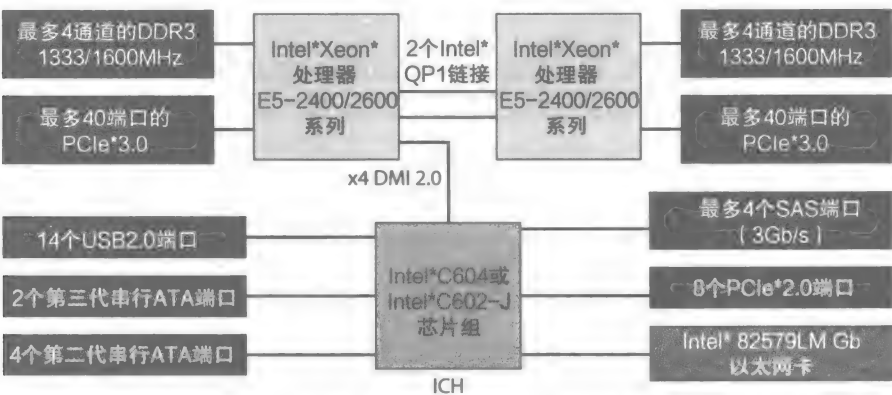 最多4通道的DDR3
1333/1600MHz
最多40端口的
PCIe*3.0
Intel*Xeon*
处理器
E5-2400/2600
系列
2个Intel*
QP1链接
Intel*Xeon*
处理器
E5-2400/2600
系列
最多4通道的DDR3
1333/1600MHz
最多40端口的
PCIe*3.0
x4 DMI 2.0
14个USB2.0端口
2个第三代串行ATA端口
4个第二代串行ATA端口
Intel*C604或
Intel*C602-J
芯片组
ICH
最多4个SAS端口
(3Gb/s)
8个PCIe*2.0端口
Intel* 82579LM Gb
以太网卡